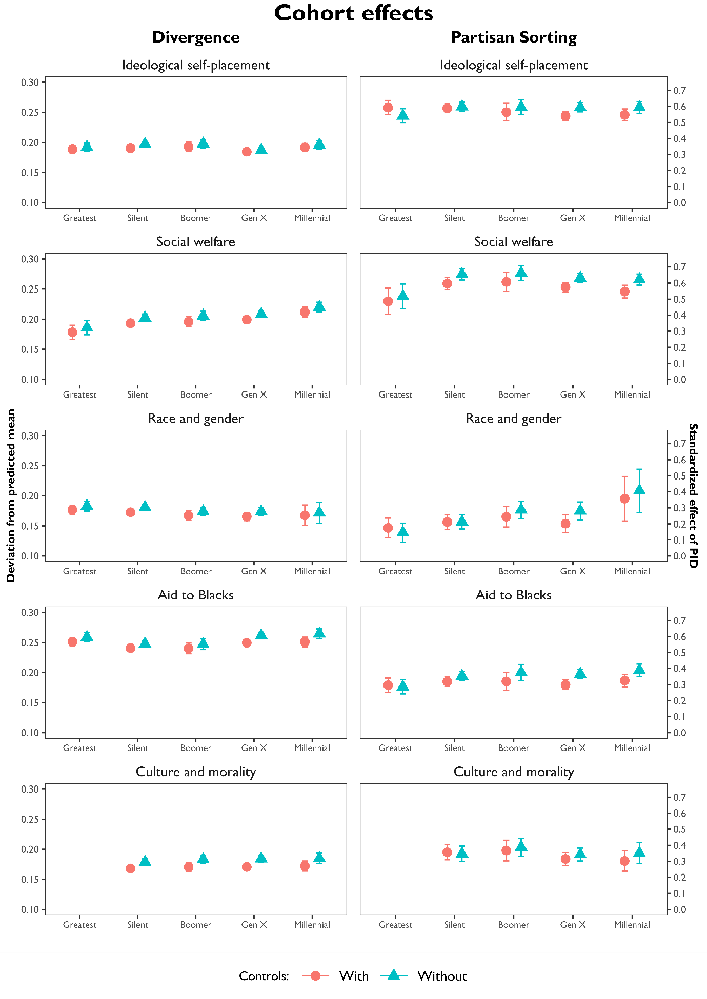 Cohort effects
Divergence
Partisan Sorting
Ideological self-placement
Ideological self-placement
0.30
0.25
0.20
0.15
0.10
0.7
0.6
0.5
0.4
0.3
0.2
0.1
0.0
Greatest Silent Boomer Gen X Millennial
Greatest Silent Boomer Gen X Millennial
Social welfare
Social welfare
0.30
0.25
0.20
0.15
0.10
0.7
0.6
0.5
0.4
0.3
0.2
0.1
0.0
Greatest Silent Boomer Gen X Millennial
Greatest Silent Boomer Gen X Millennial
Deviation from predicted mean
Race and gender
Race and gender
0.30
0.25
0.20
0.15
0.10
0.7
0.6
0.5
0.4
0.3
0.2
0.1
0.0
Standardized effect of PID
Greatest Silent Boomer Gen X Millennial
Greatest Silent Boomer Gen X Millennial
Aid to Blacks
Aid to Blacks
0.30
0.25
0.20
0.15
0.10
0.7
0.6
0.5
0.4
0.3
0.2
0.1
0.0
Greatest Silent Boomer Gen X Millennial
Greatest Silent Boomer Gen X Millennial
Culture and morality
Culture and morality
0.30
0.25
0.20
0.15
0.10
0.7
0.6
0.5
0.4
0.3
0.2
0.1
0.0
Greatest Silent Boomer Gen X Millennial
Greatest Silent Boomer Gen X Millennial
Controls: With Without